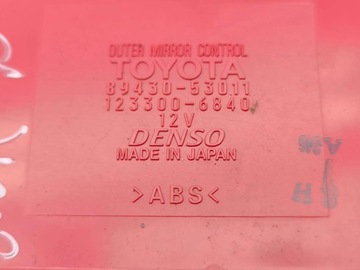 OUTER MIRROR CONTROL
TOYOTA
89430-53011
123300-6840
12V
DENSO
MADE IN JAPAN
>ABS<